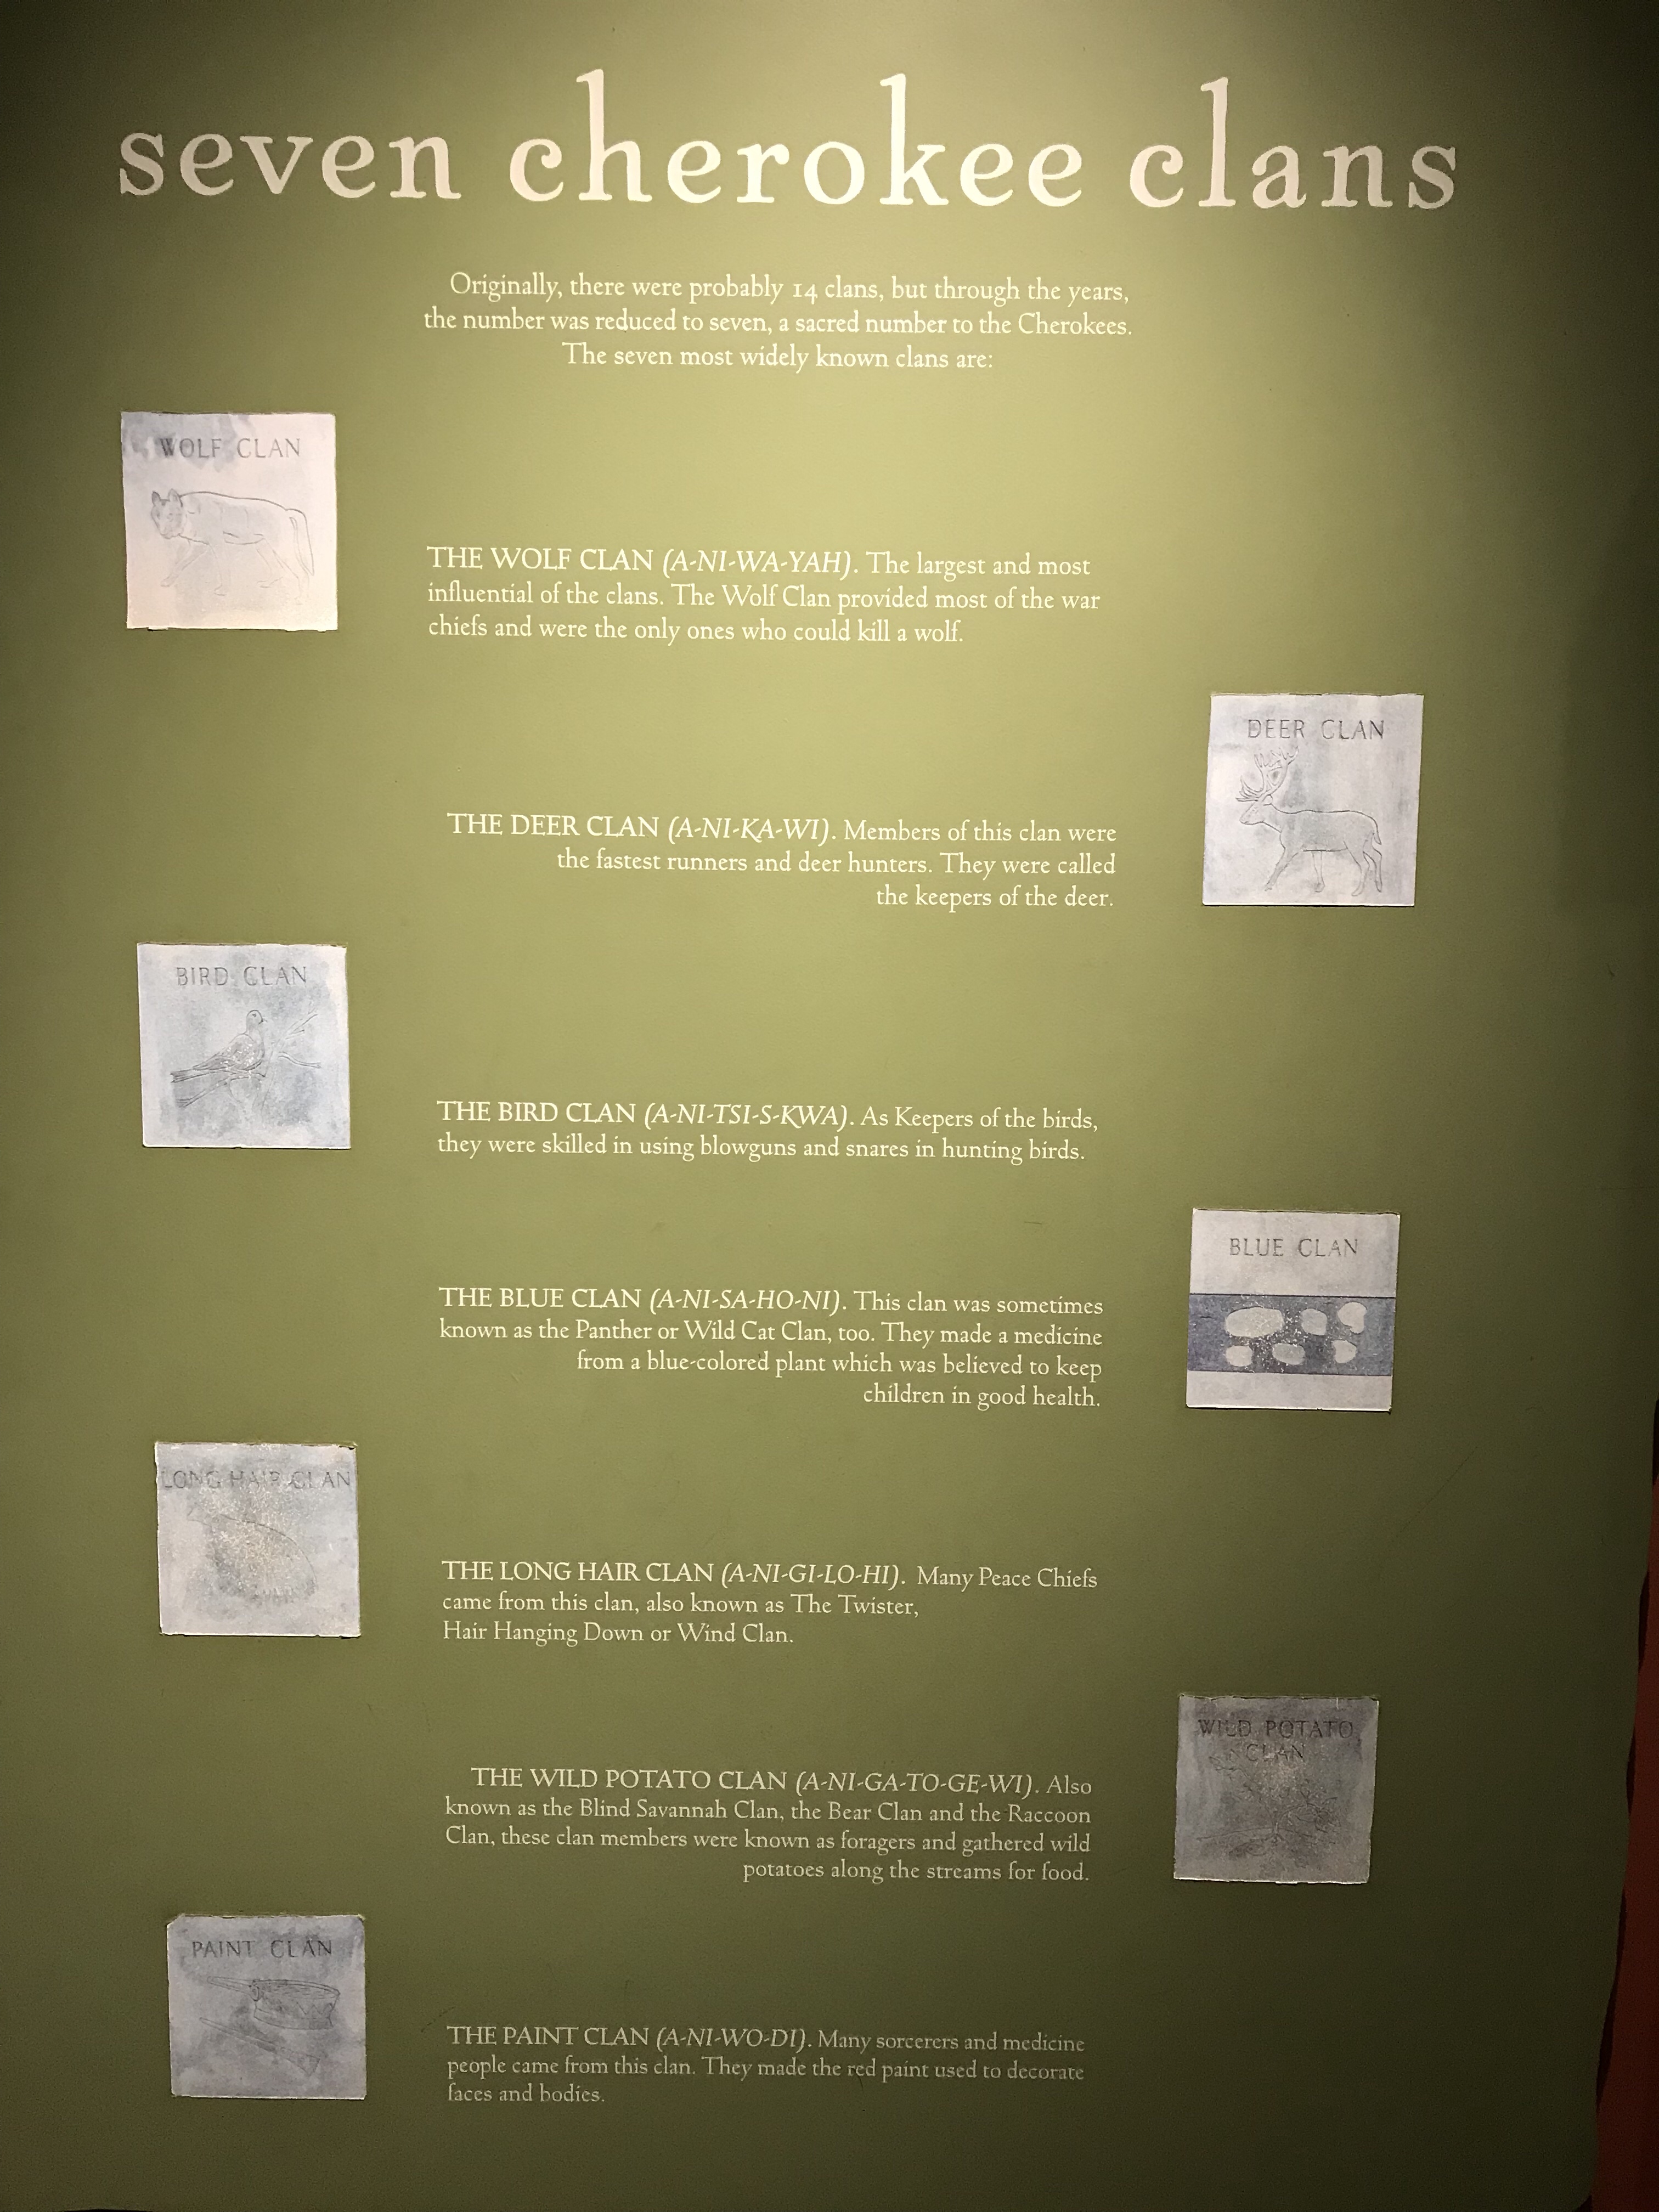 seven cherokee clans
Originally, there were probably 14 clans, but through the years,
the number was reduced to seven, a sacred number to the Cherokees.
The seven most widely known clans are:
WOLF CLAN
THE WOLF CLAN (A-NI-WA-YAH). The largest and most
influential of the clans. The Wolf Clan provided most of the war
chiefs and were the only ones who could kill a wolf.
DEER CLAN
THE DEER CLAN (A-NI-KA-WI). Members of this clan were
the fastest runners and deer hunters. They were called
the keepers of the deer.
BIRD CLAN
THE BIRD CLAN (A-NI-TSI-S-KWA). As Keepers of the birds,
they were skilled in using blowguns and snares in hunting birds.
BLUE CLAN
THE BLUE CLAN (A-NI-SA-HO-NI). This clan was sometimes
known as the Panther or Wild Cat Clan, too. They made a medicine
from a blue-colored plant which was believed to keep
children in good health.
LONG HAIR CLAN
THE LONG HAIR CLAN (A-NI-GI-LO-HI). Many Peace Chiefs
came from this clan, also known as The Twister,
Hair Hanging Down or Wind Clan.
WILD POTATO
CLAN
THE WILD POTATO CLAN (A-NI-GA-TO-GE-WI). Also
known as the Blind Savannah Clan, the Bear Clan and the Raccoon
Clan, these clan members were known as foragers and gathered wild
potatoes along the streams for food.
PAINT CLAN
THE PAINT CLAN (A-NI-WO-DI). Many sorcerers and medicine
people came from this clan. They made the red paint used to decorate
faces and bodies.